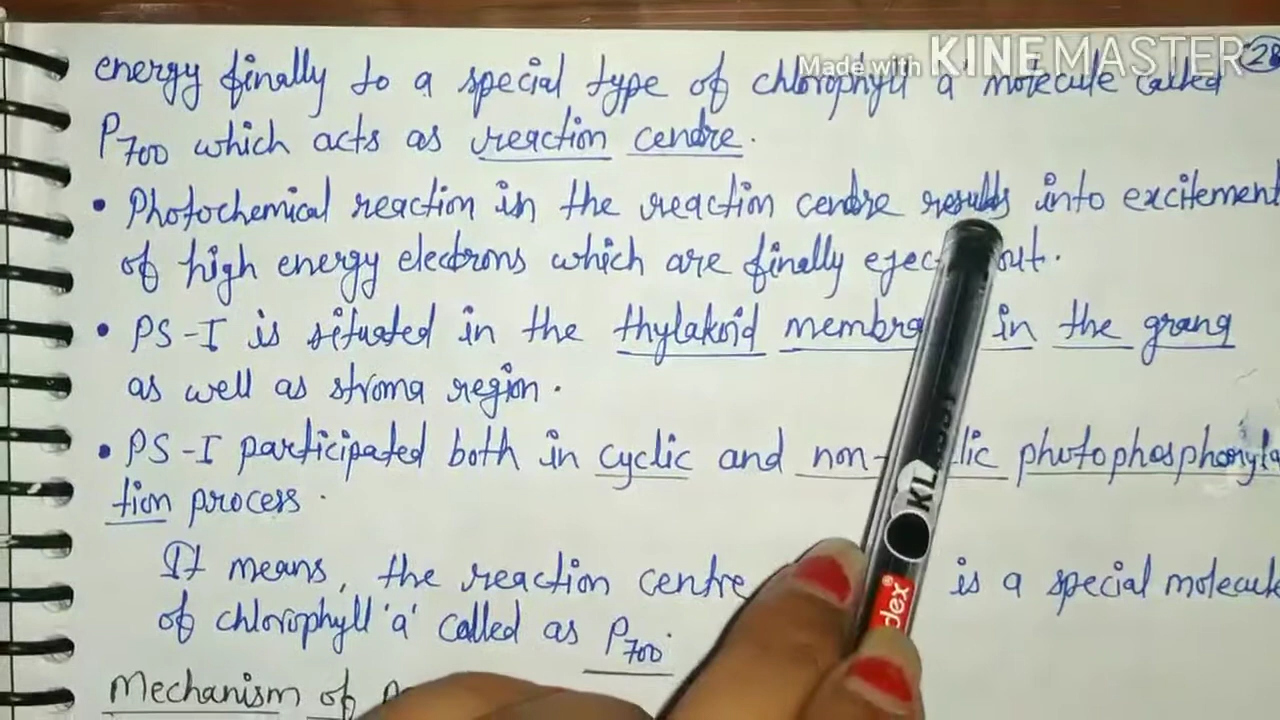 Made with KINEMASTER
energy finally to a special type of chlorophyll 'a' molecule called
P700 which acts as reaction centre.
• Photochemical reaction in the reaction centre results into excitement
of high energy electrons which are finally ejec out.
• PS-I is situated in the thylakoid membra in the grana
as well as stroma region.
• PS-I participated both in cyclic and non- lic photophosphoryla
tion process.
It means, the reaction centre is a special molecule
of chlorophyll 'a' called as P700.
Mechanism of
KL
dex®